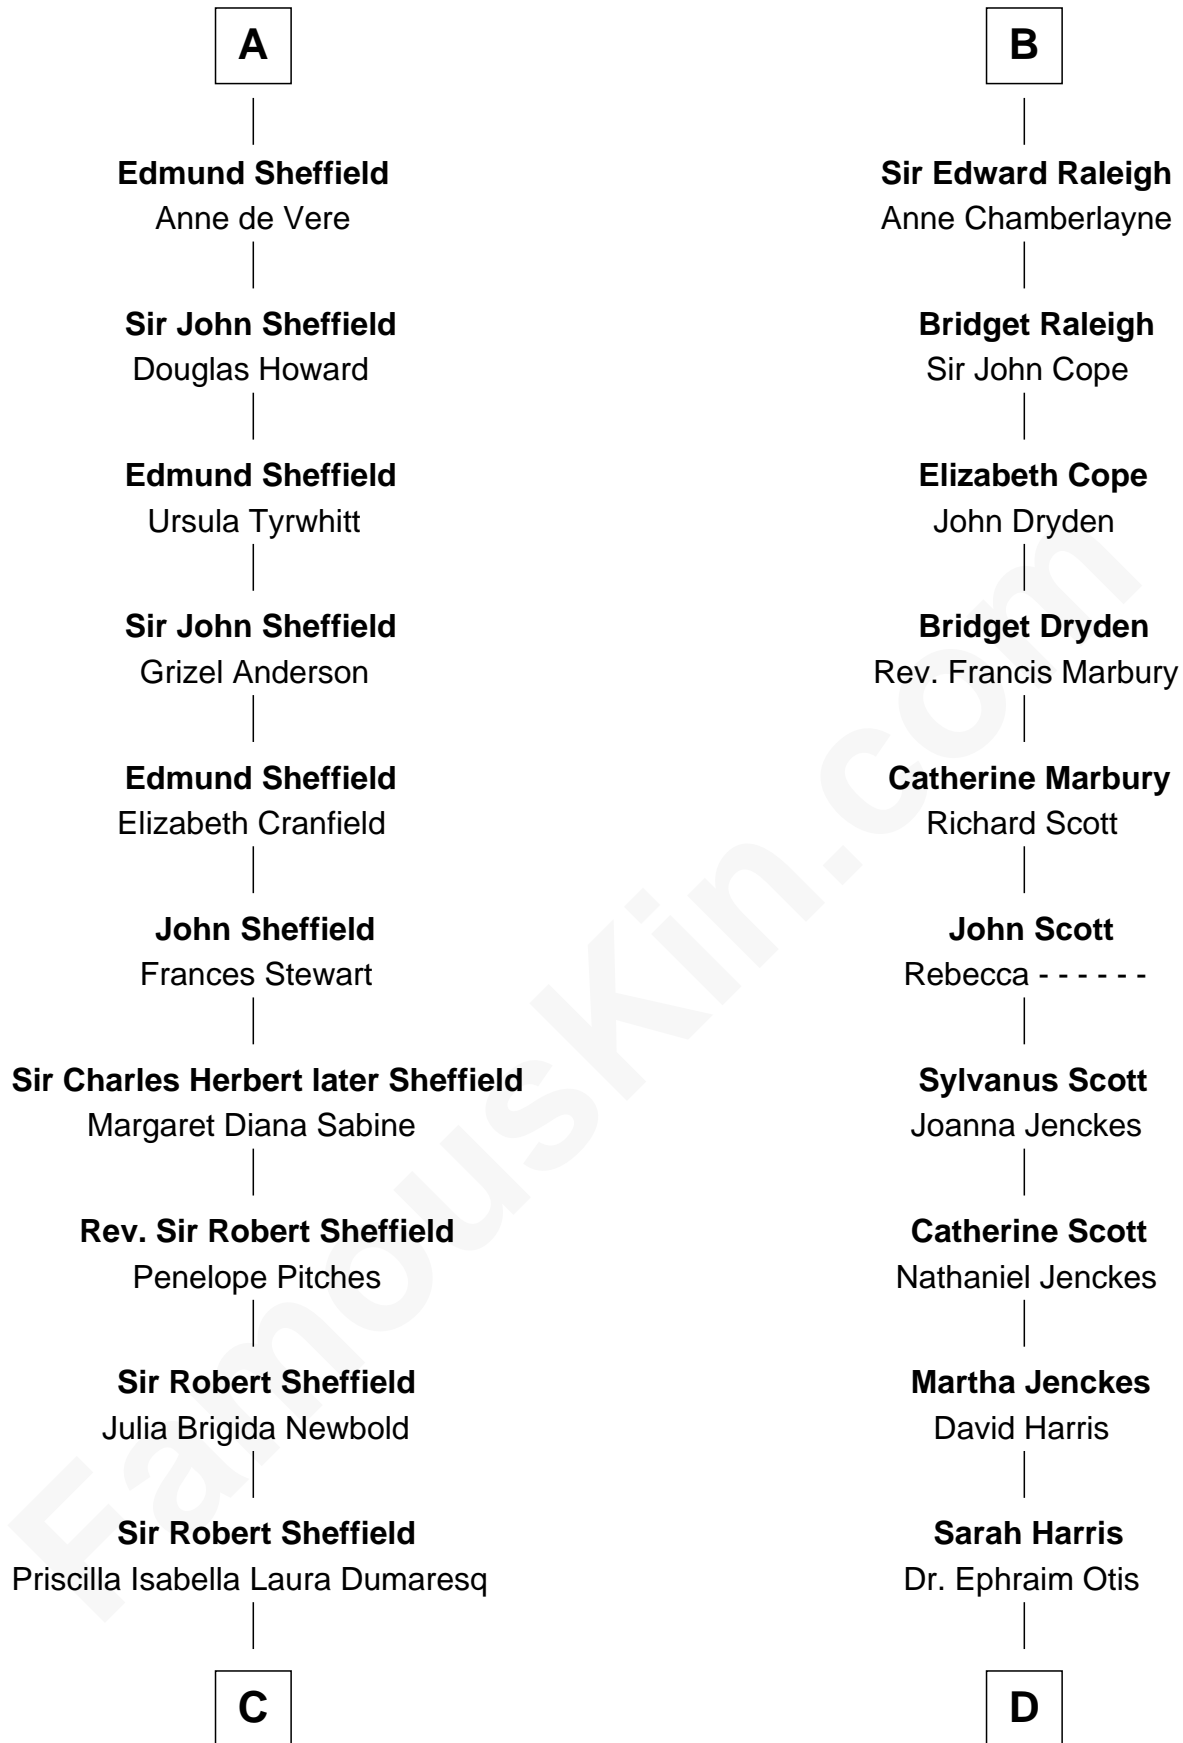 A
Edmund Sheffield
Anne de Vere
Sir John Sheffield
Douglas Howard
Edmund Sheffield
Ursula Tyrwhitt
Sir John Sheffield
Grizel Anderson
Edmund Sheffield
Elizabeth Cranfield
John Sheffield
Frances Stewart
Sir Charles Herbert later Sheffield
Margaret Diana Sabine
Rev. Sir Robert Sheffield
Penelope Pitches
Sir Robert Sheffield
Julia Brigida Newbold
Sir Robert Sheffield
Priscilla Isabella Laura Dumaresq
C
B
Sir Edward Raleigh
Anne Chamberlayne
Bridget Raleigh
Sir John Cope
Elizabeth Cope
John Dryden
Bridget Dryden
Rev. Francis Marbury
Catherine Marbury
Richard Scott
John Scott
Rebecca - - - - - -
Sylvanus Scott
Joanna Jenckes
Catherine Scott
Nathaniel Jenckes
Martha Jenckes
David Harris
Sarah Harris
Dr. Ephraim Otis
D
FamousKin.com